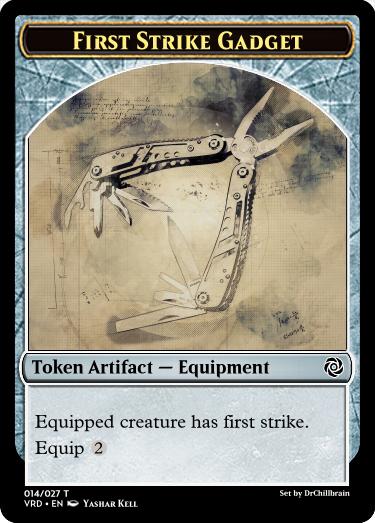 First Strike Gadget
Token Artifact — Equipment
Equipped creature has first strike.
Equip 2
014/027 T
Set by DrChillbrain
VRD • EN Yashar Kell